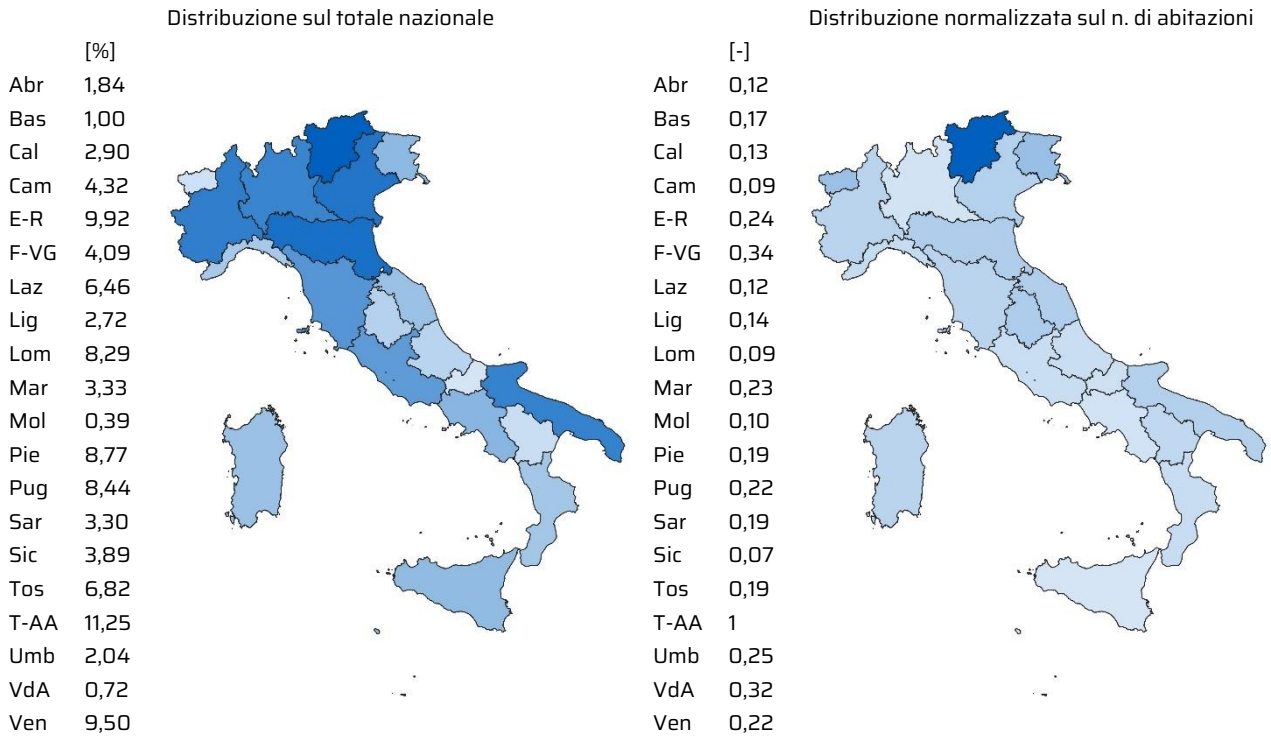 Distribuzione sul totale nazionale
[%]
Abr 1,84
Bas 1,00
Cal 2,90
Cam 4,32
E-R 9,92
F-VG 4,09
Laz 6,46
Lig 2,72
Lom 8,29
Mar 3,33
Mol 0,39
Pie 8,77
Pug 8,44
Sar 3,30
Sic 3,89
Tos 6,82
T-AA 11,25
Umb 2,04
VdA 0,72
Ven 9,50
Distribuzione normalizzata sul n. di abitazioni
[-]
Abr 0,12
Bas 0,17
Cal 0,13
Cam 0,09
E-R 0,24
F-VG 0,34
Laz 0,12
Lig 0,14
Lom 0,09
Mar 0,23
Mol 0,10
Pie 0,19
Pug 0,22
Sar 0,19
Sic 0,07
Tos 0,19
T-AA 1
Umb 0,25
VdA 0,32
Ven 0,22